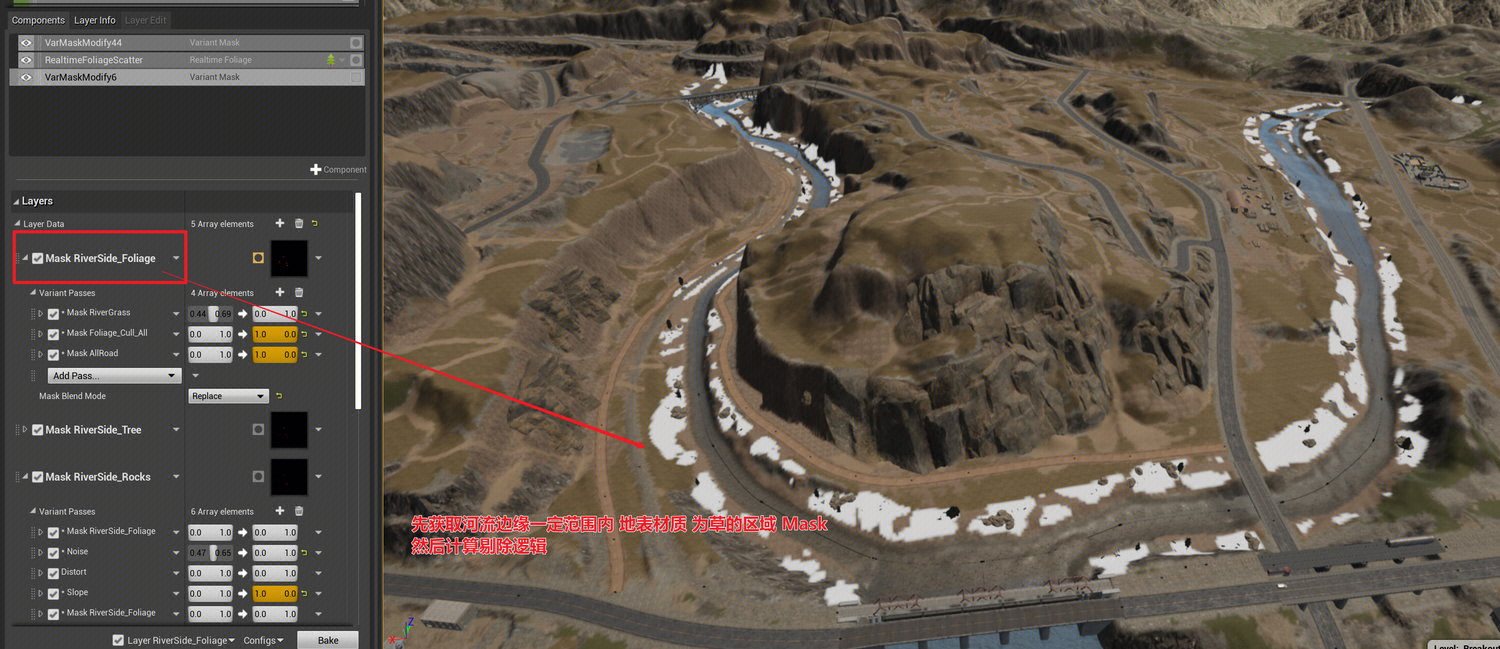 Components Layer Info Layer Edit
VarMaskModify44 Variant Mask
RealtimeFoliageScatter Realtime Foliage
VarMaskModify6 Variant Mask
Component
Layers
Layer Data 5 Array elements
Mask RiverSide_Foliage
Variant Passes 4 Array elements
Mask RiverGrass 0.44 0.69 0.0 1.0
Mask Foliage_Cull_All 0.0 1.0 1.0 0.0
Mask AllRoad 0.0 1.0 1.0 0.0
Add Pass...
Mask Blend Mode Replace
Mask RiverSide_Tree
Mask RiverSide_Rocks
Variant Passes 6 Array elements
Mask RiverSide_Foliage 0.0 1.0 0.0 1.0
Noise 0.47 0.65 0.0 1.0
Distort 0.0 1.0 0.0 1.0
Slope 0.0 1.0 1.0 0.0
Mask RiverSide_Foliage 0.0 1.0 0.0 1.0
Layer RiverSide_Foliage Configs Bake
先获取河流边缘一定范围内 地表材质 为草的区域 Mask
然后计算剔除逻辑
Z
X
Level: